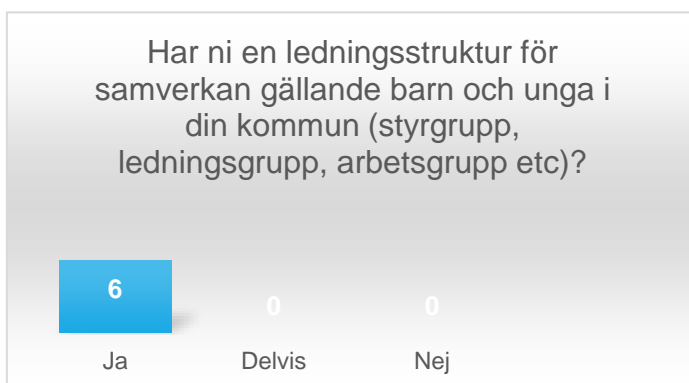 Har ni en ledningsstruktur för
samverkan gällande barn och unga i
din kommun (styrgrupp,
ledningsgrupp, arbetsgrupp etc)?
6
0
0
Ja
Delvis
Nej